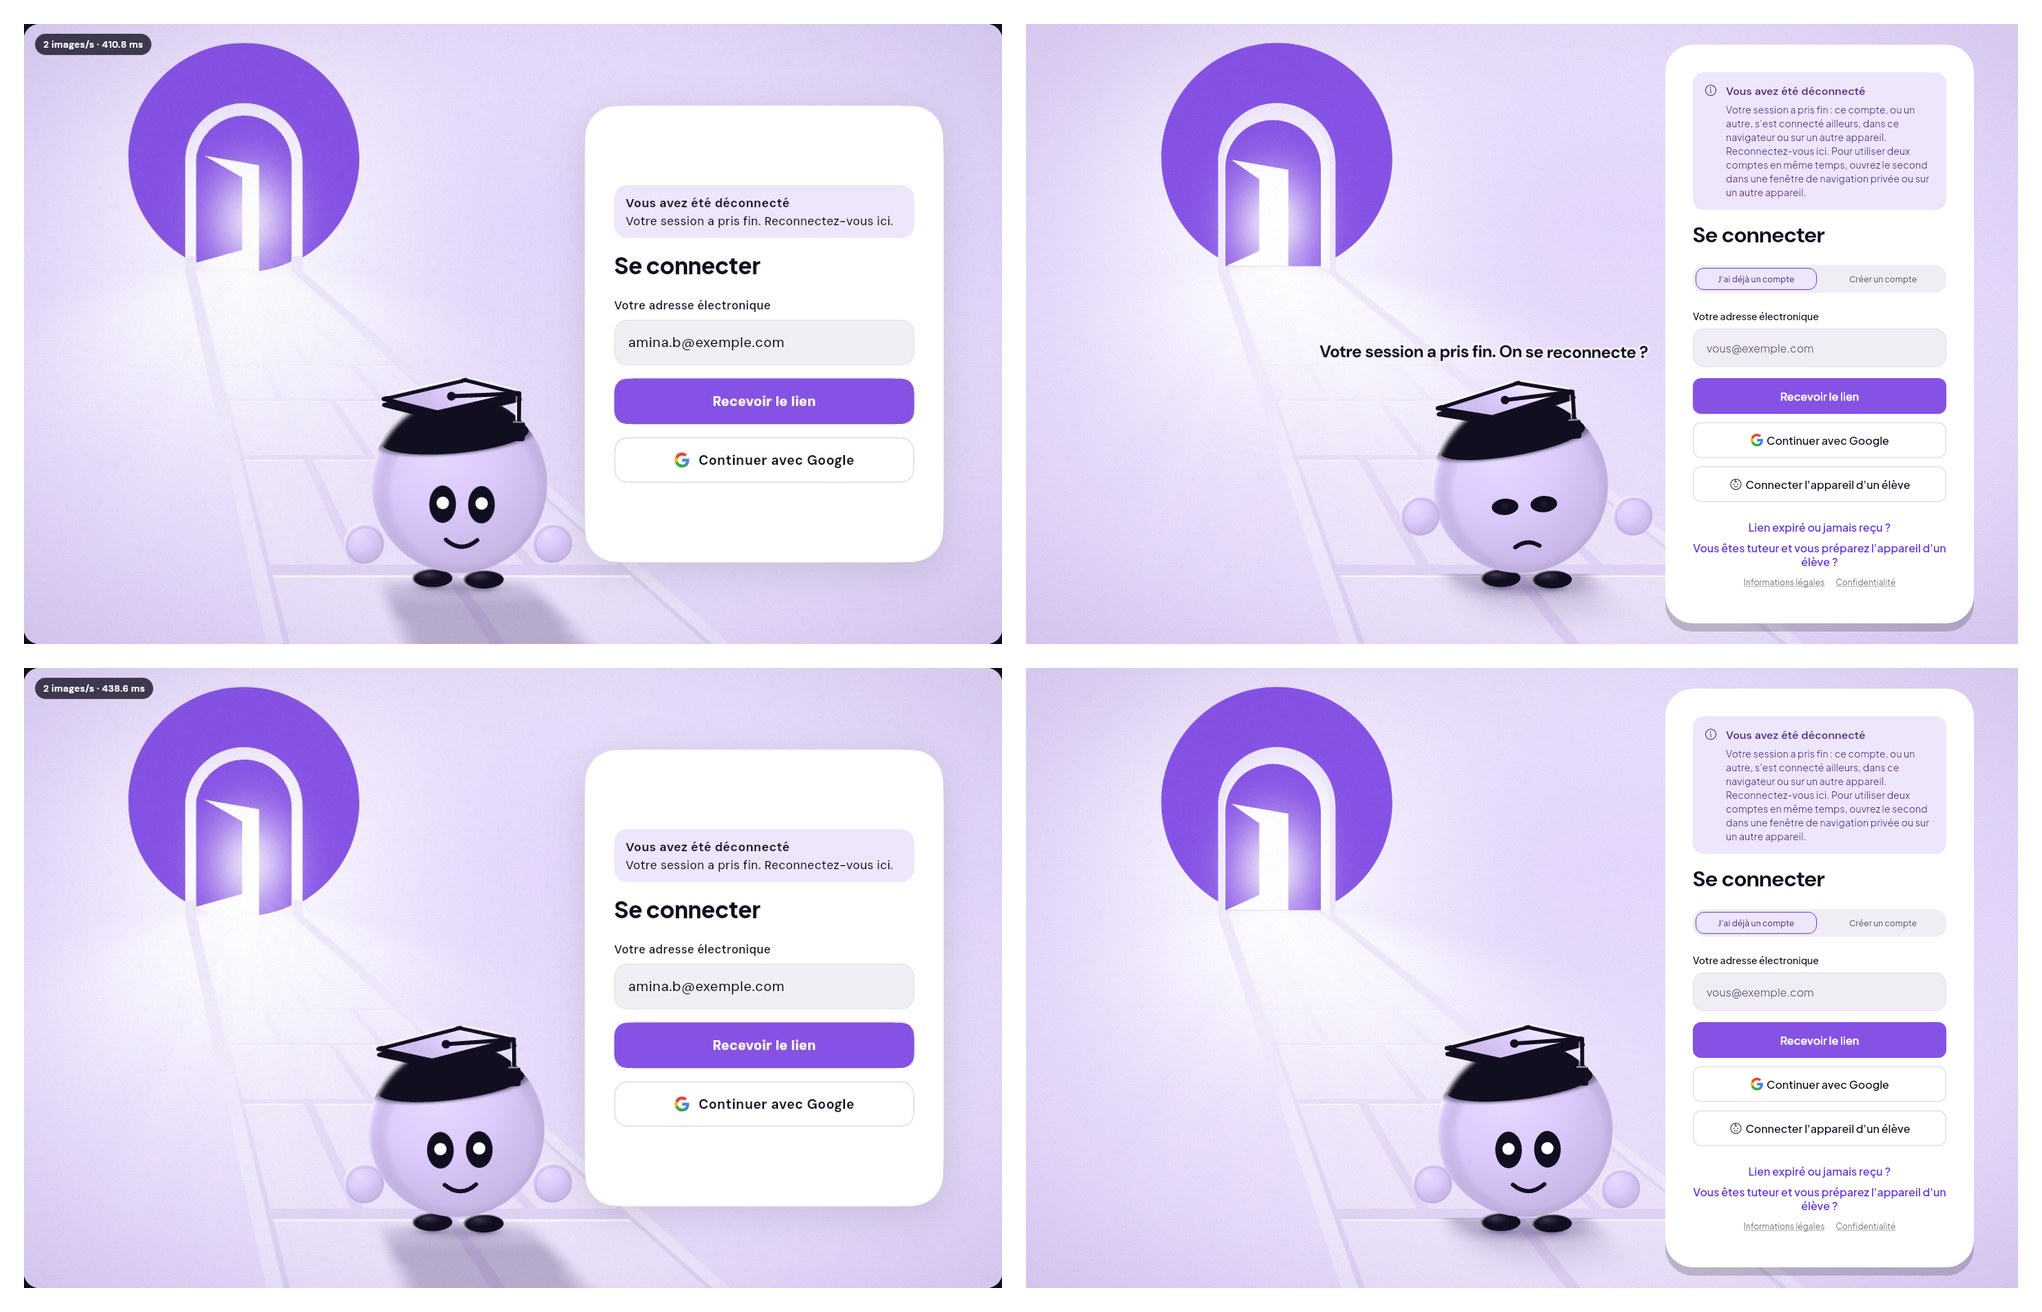 2 images/s · 410.8 ms
Vous avez été déconnecté
Votre session a pris fin. Reconnectez-vous ici.
Se connecter
Votre adresse électronique
amina.b@exemple.com
Recevoir le lien
Continuer avec Google
Votre session a pris fin. On se reconnecte ?
Vous avez été déconnecté
Votre session a pris fin : ce compte, ou un
autre, s'est connecté ailleurs, dans ce
navigateur ou sur un autre appareil.
Reconnectez-vous ici. Pour utiliser deux
comptes en même temps, ouvrez le second
dans une fenêtre de navigation privée ou sur
un autre appareil.
Se connecter
J'ai déjà un compte
Créer un compte
Votre adresse électronique
vous@exemple.com
Recevoir le lien
Continuer avec Google
Connecter l'appareil d'un élève
Lien expiré ou jamais reçu ?
Vous êtes tuteur et vous préparez l'appareil d'un
élève ?
Informations légales Confidentialité
2 images/s · 438.6 ms
Vous avez été déconnecté
Votre session a pris fin. Reconnectez-vous ici.
Se connecter
Votre adresse électronique
amina.b@exemple.com
Recevoir le lien
Continuer avec Google
Vous avez été déconnecté
Votre session a pris fin : ce compte, ou un
autre, s'est connecté ailleurs, dans ce
navigateur ou sur un autre appareil.
Reconnectez-vous ici. Pour utiliser deux
comptes en même temps, ouvrez le second
dans une fenêtre de navigation privée ou sur
un autre appareil.
Se connecter
J'ai déjà un compte
Créer un compte
Votre adresse électronique
vous@exemple.com
Recevoir le lien
Continuer avec Google
Connecter l'appareil d'un élève
Lien expiré ou jamais reçu ?
Vous êtes tuteur et vous préparez l'appareil d'un
élève ?
Informations légales Confidentialité